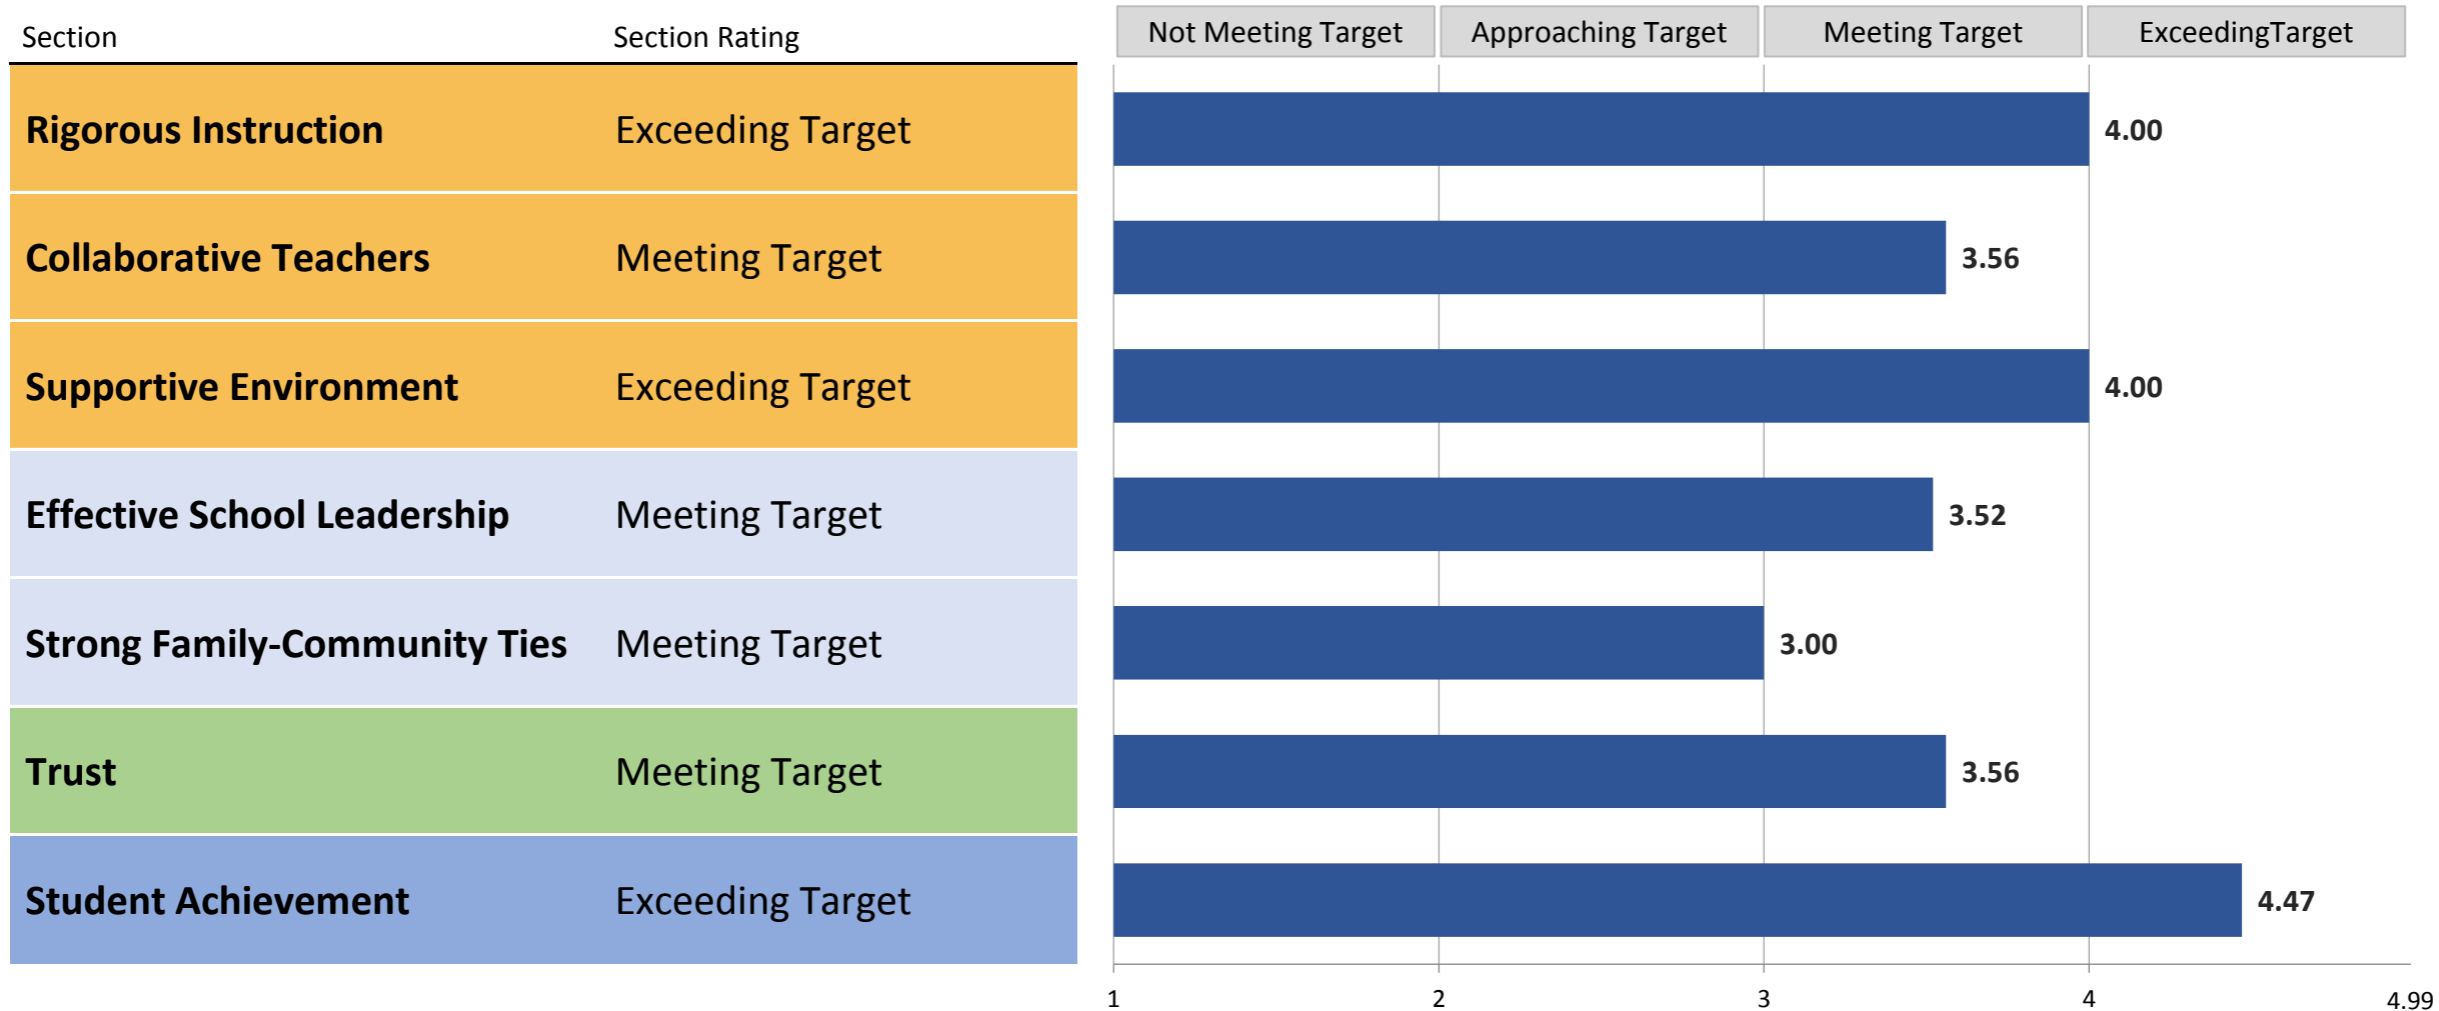 Section Section Rating Not Meeting Target Approaching Target Meeting Target ExceedingTarget
Rigorous Instruction Exceeding Target 4.00
Collaborative Teachers Meeting Target 3.56
Supportive Environment Exceeding Target 4.00
Effective School Leadership Meeting Target 3.52
Strong Family-Community Ties Meeting Target 3.00
Trust Meeting Target 3.56
Student Achievement Exceeding Target 4.47
1 2 3 4 4.99